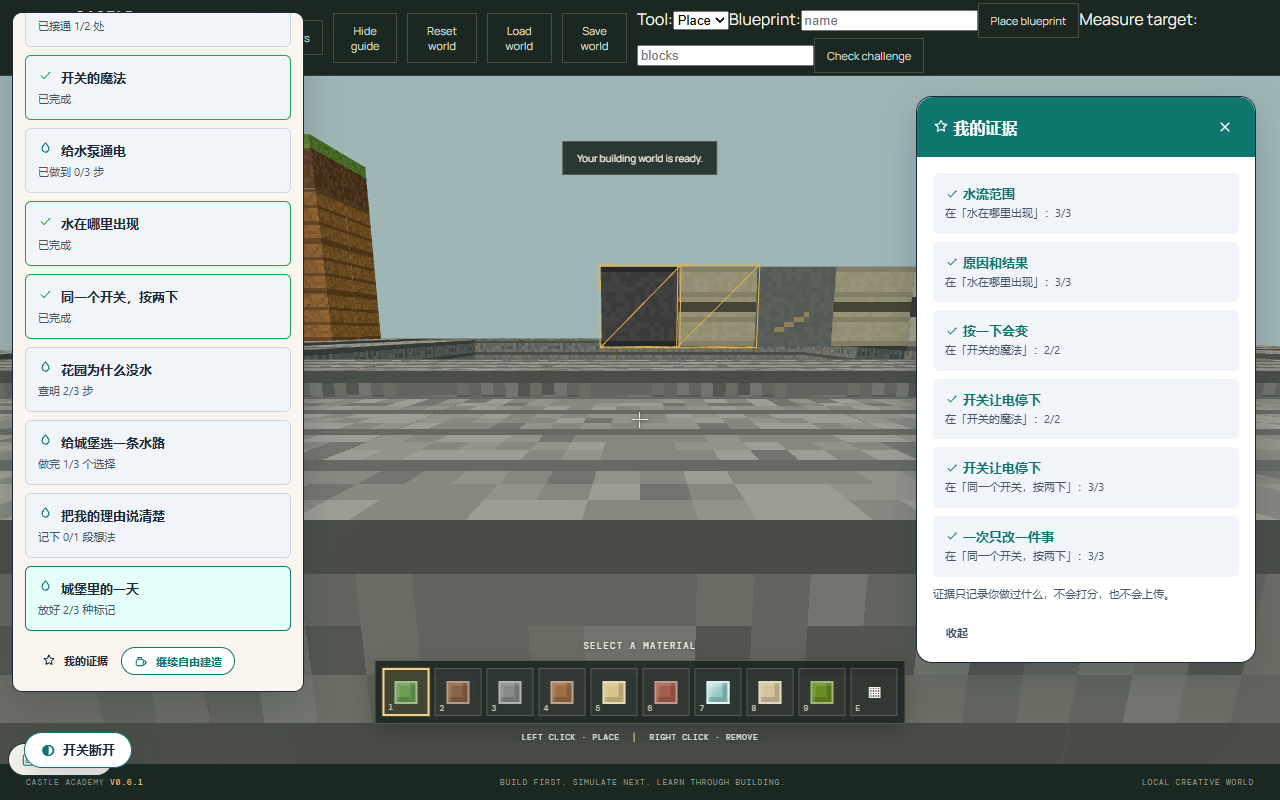 已接通 1/2 处
开关的魔法
已完成
给水泵通电
已做到 0/3 步
水在哪里出现
已完成
同一个开关，按两下
已完成
花园为什么没水
查明 2/3 步
给城堡选一条水路
做完 1/3 个选择
把我的理由说清楚
记下 0/1 段想法
城堡里的一天
放好 2/3 种标记
我的证据
继续自由建造
开关断开
s
Hide
guide
Reset
world
Load
world
Save
world
Tool: Place Blueprint: name Place blueprint Measure target:
blocks Check challenge
Your building world is ready.
我的证据
水流范围
在「水在哪里出现」：3/3
原因和结果
在「水在哪里出现」：3/3
按一下会变
在「开关的魔法」：2/2
开关让电停下
在「开关的魔法」：2/2
开关让电停下
在「同一个开关，按两下」：3/3
一次只改一件事
在「同一个开关，按两下」：3/3
证据只记录你做过什么，不会打分，也不会上传。
收起
SELECT A MATERIAL
1 2 3 4 5 6 7 8 9 E
LEFT CLICK · PLACE | RIGHT CLICK · REMOVE
CASTLE ACADEMY V0.6.1
BUILD FIRST. SIMULATE NEXT. LEARN THROUGH BUILDING.
LOCAL CREATIVE WORLD